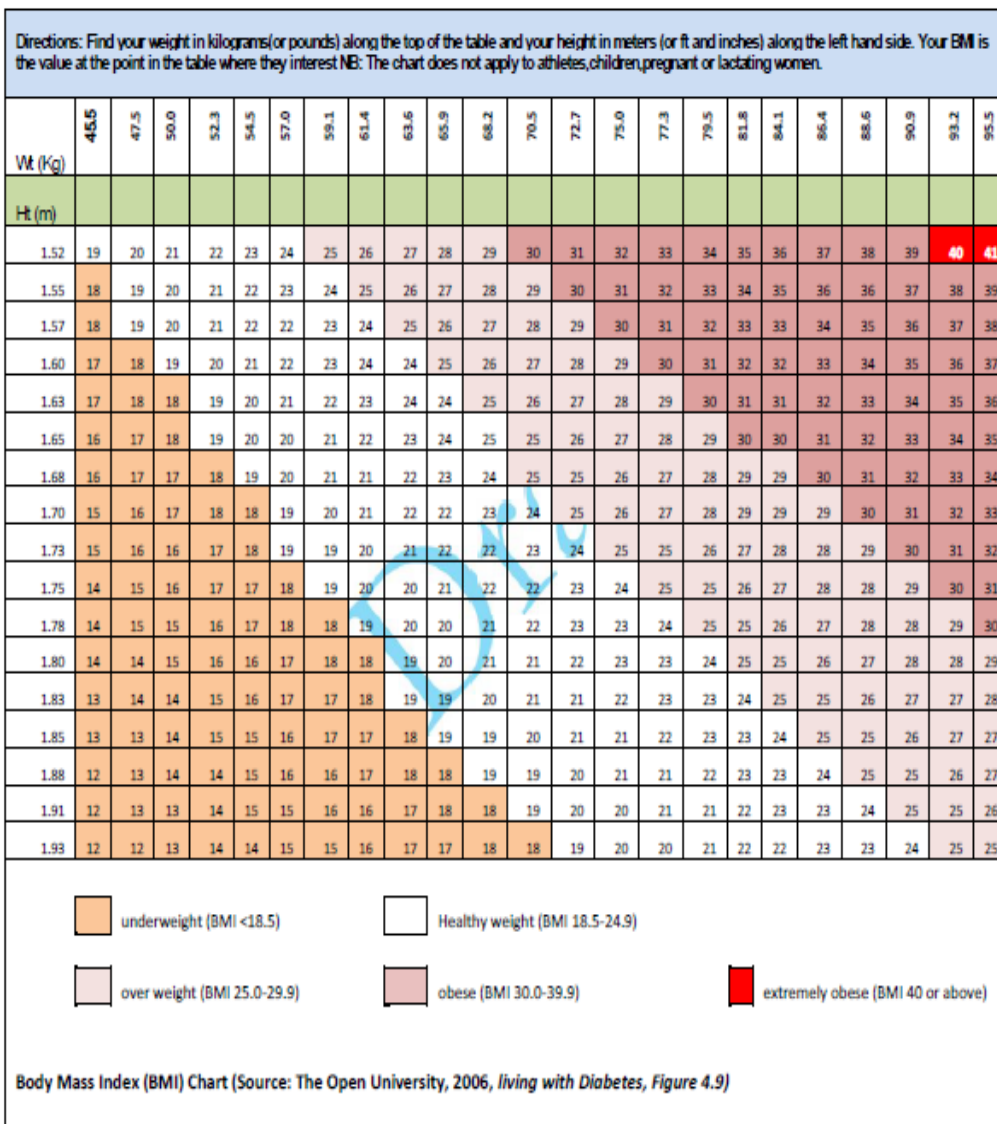 Directions: Find your weight in kilograms(or pounds) along the top of the table and your height in meters (or ft and inches) along the left hand side. Your BMI is
the value at the point in the table where they interest NB: The chart does not apply to athletes,children,pregnant or lactating women.
Wt (Kg) 45.5 47.5 50.0 52.3 54.5 57.0 59.1 61.4 63.6 65.9 68.2 70.5 72.7 75.0 77.3 79.5 81.8 84.1 86.4 88.6 90.9 93.2 95.5
Ht (m)
1.52 19 20 21 22 23 24 25 26 27 28 29 30 31 32 33 34 35 36 37 38 39 40 41
1.55 18 19 20 21 22 23 24 25 26 27 28 29 30 31 32 33 34 35 36 36 37 38 39
1.57 18 19 20 21 22 22 23 24 25 26 27 28 29 30 31 32 33 33 34 35 36 37 38
1.60 17 18 19 20 21 22 23 24 24 25 26 27 28 29 30 31 32 32 33 34 35 36 37
1.63 17 18 18 19 20 21 22 23 24 24 25 26 27 28 29 30 31 31 32 33 34 35 36
1.65 16 17 18 19 20 20 21 22 23 24 25 25 26 27 28 29 30 30 31 32 33 34 35
1.68 16 17 17 18 19 20 21 21 22 23 24 25 25 26 27 28 29 29 30 31 32 33 34
1.70 15 16 17 18 18 19 20 21 22 22 23 24 25 26 27 28 29 29 29 30 31 32 33
1.73 15 16 16 17 18 19 19 20 21 22 22 23 24 25 25 26 27 28 28 29 30 31 32
1.75 14 15 16 17 17 18 19 20 20 21 22 22 23 24 25 25 26 27 28 28 29 30 31
1.78 14 15 15 16 17 18 18 19 20 20 21 22 23 23 24 25 25 26 27 28 28 29 30
1.80 14 14 15 16 16 17 18 18 19 20 21 21 22 23 23 24 25 25 26 27 28 28 29
1.83 13 14 14 15 16 17 17 18 19 19 20 21 21 22 23 23 24 25 25 26 27 27 28
1.85 13 13 14 15 15 16 17 17 18 19 19 20 21 21 22 23 23 24 25 25 26 27 27
1.88 12 13 14 14 15 16 16 17 18 18 19 19 20 21 21 22 23 23 24 25 25 26 27
1.91 12 13 13 14 15 15 16 16 17 18 18 19 20 20 21 21 22 23 23 24 25 25 26
1.93 12 12 13 14 14 15 15 16 17 17 18 18 19 20 20 21 22 22 23 23 24 25 25
Dra
underweight (BMI <18.5) Healthy weight (BMI 18.5-24.9)
over weight (BMI 25.0-29.9) obese (BMI 30.0-39.9) extremely obese (BMI 40 or above)
Body Mass Index (BMI) Chart (Source: The Open University, 2006, living with Diabetes, Figure 4.9)